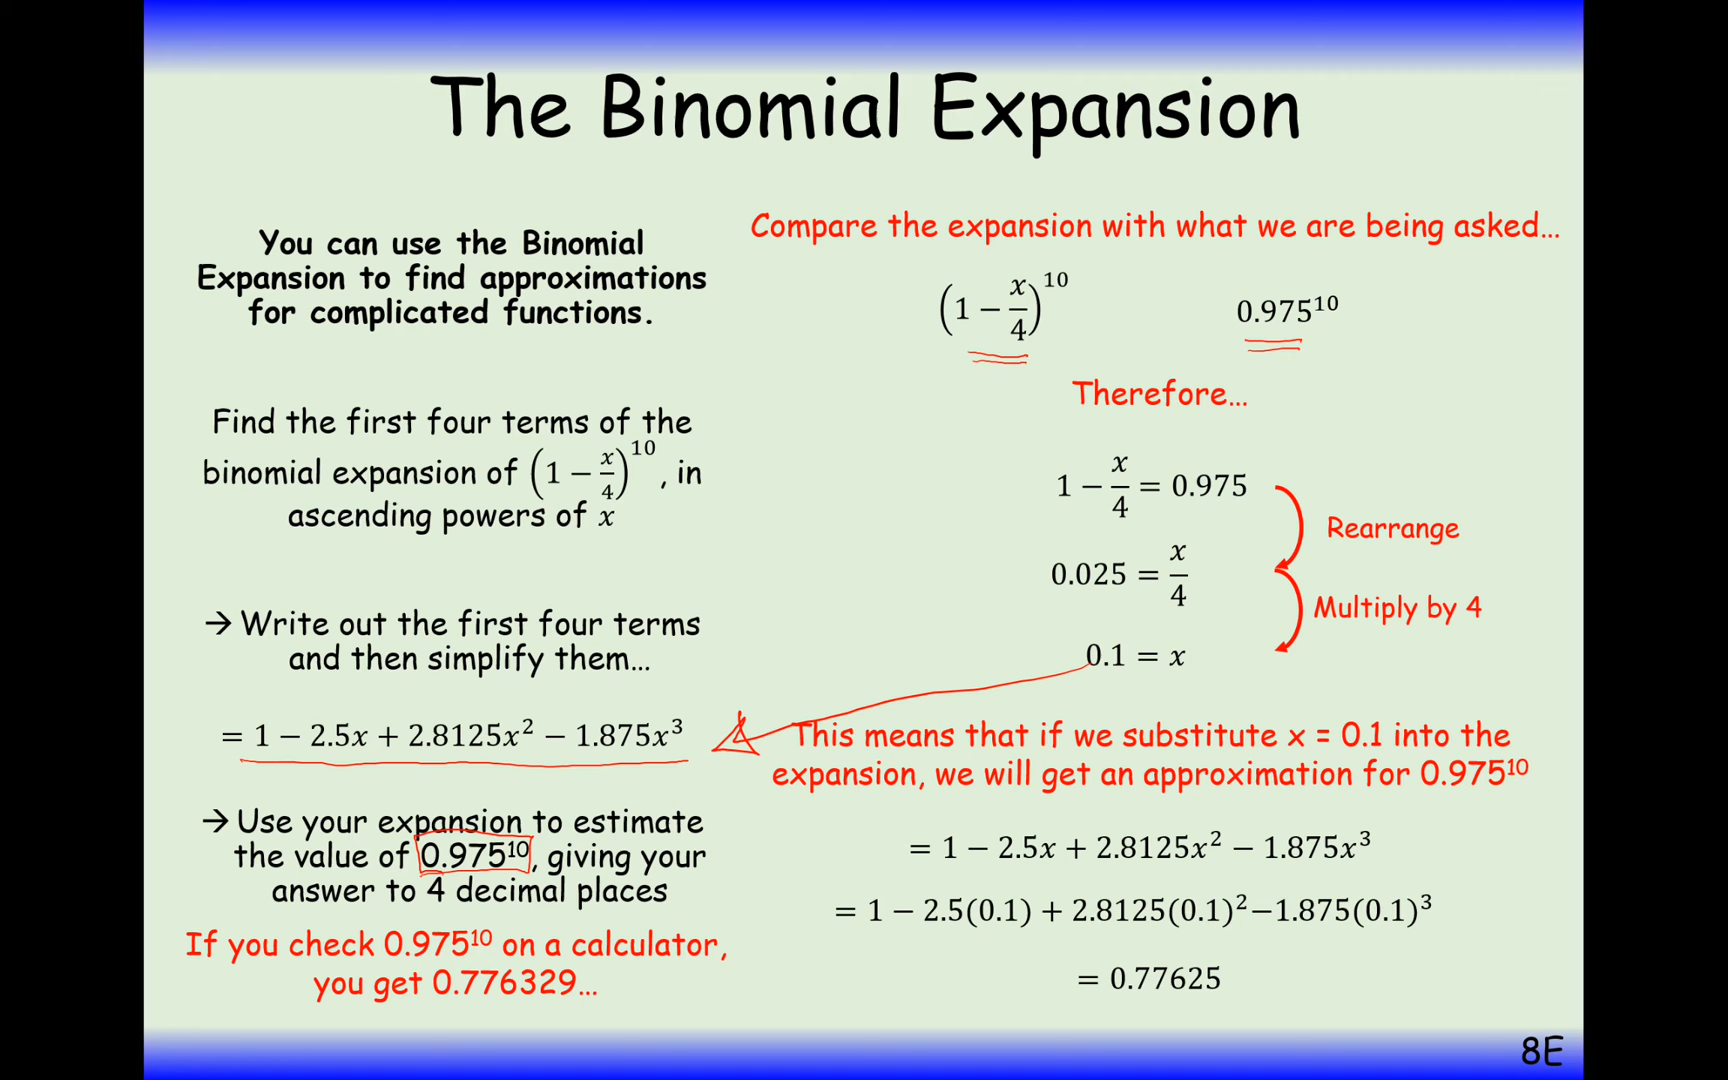 The Binomial Expansion
You can use the Binomial
Expansion to find approximations
for complicated functions.
Find the first four terms of the
binomial expansion of (1 − x/4)¹⁰, in
ascending powers of x
→ Write out the first four terms
and then simplify them...
= 1 − 2.5x + 2.8125x² − 1.875x³
→ Use your expansion to estimate
the value of 0.975¹⁰, giving your
answer to 4 decimal places
If you check 0.975¹⁰ on a calculator,
you get 0.776329...
Compare the expansion with what we are being asked...
(1 − x/4)¹⁰ 0.975¹⁰
Therefore...
1 − x/4 = 0.975
Rearrange
0.025 = x/4
Multiply by 4
0.1 = x
This means that if we substitute x = 0.1 into the
expansion, we will get an approximation for 0.975¹⁰
= 1 − 2.5x + 2.8125x² − 1.875x³
= 1 − 2.5(0.1) + 2.8125(0.1)²−1.875(0.1)³
= 0.77625
8E